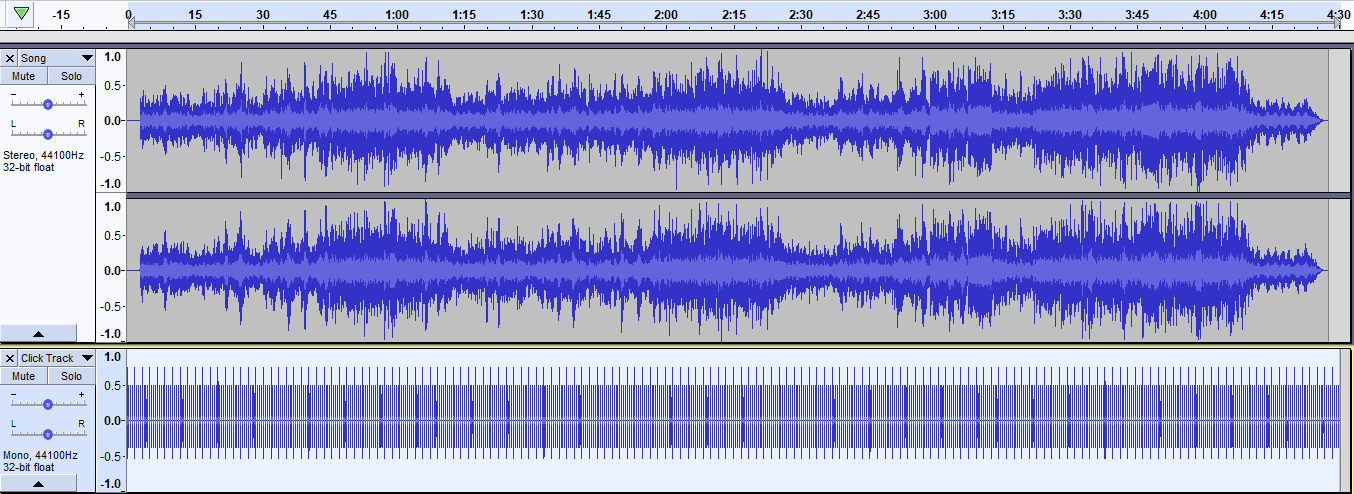 -15 0 15 30 45 1:00 1:15 1:30 1:45 2:00 2:15 2:30 2:45 3:00 3:15 3:30 3:45 4:00 4:15 4:30
× Song 1.0
Mute Solo
- + 0.5
L R 0.0
Stereo, 44100Hz -0.5
32-bit float
-1.0
1.0
0.5
0.0
-0.5
-1.0
× Click Track 1.0
Mute Solo
- + 0.5
L R 0.0
Mono, 44100Hz -0.5
32-bit float
-1.0